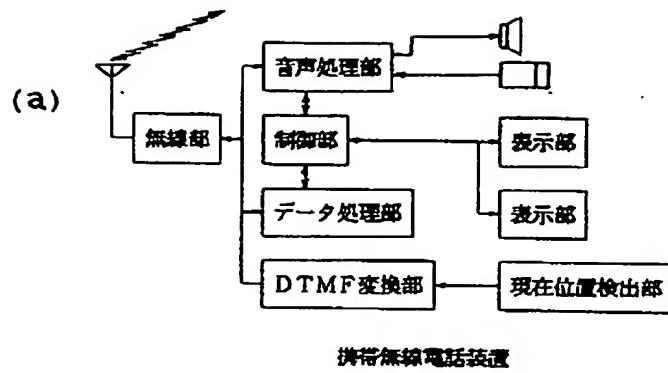 (a)
音声処理部
無線部
制御部
表示部
データ処理部
表示部
DTMF変換部
現在位置検出部
携帯無線電話装置